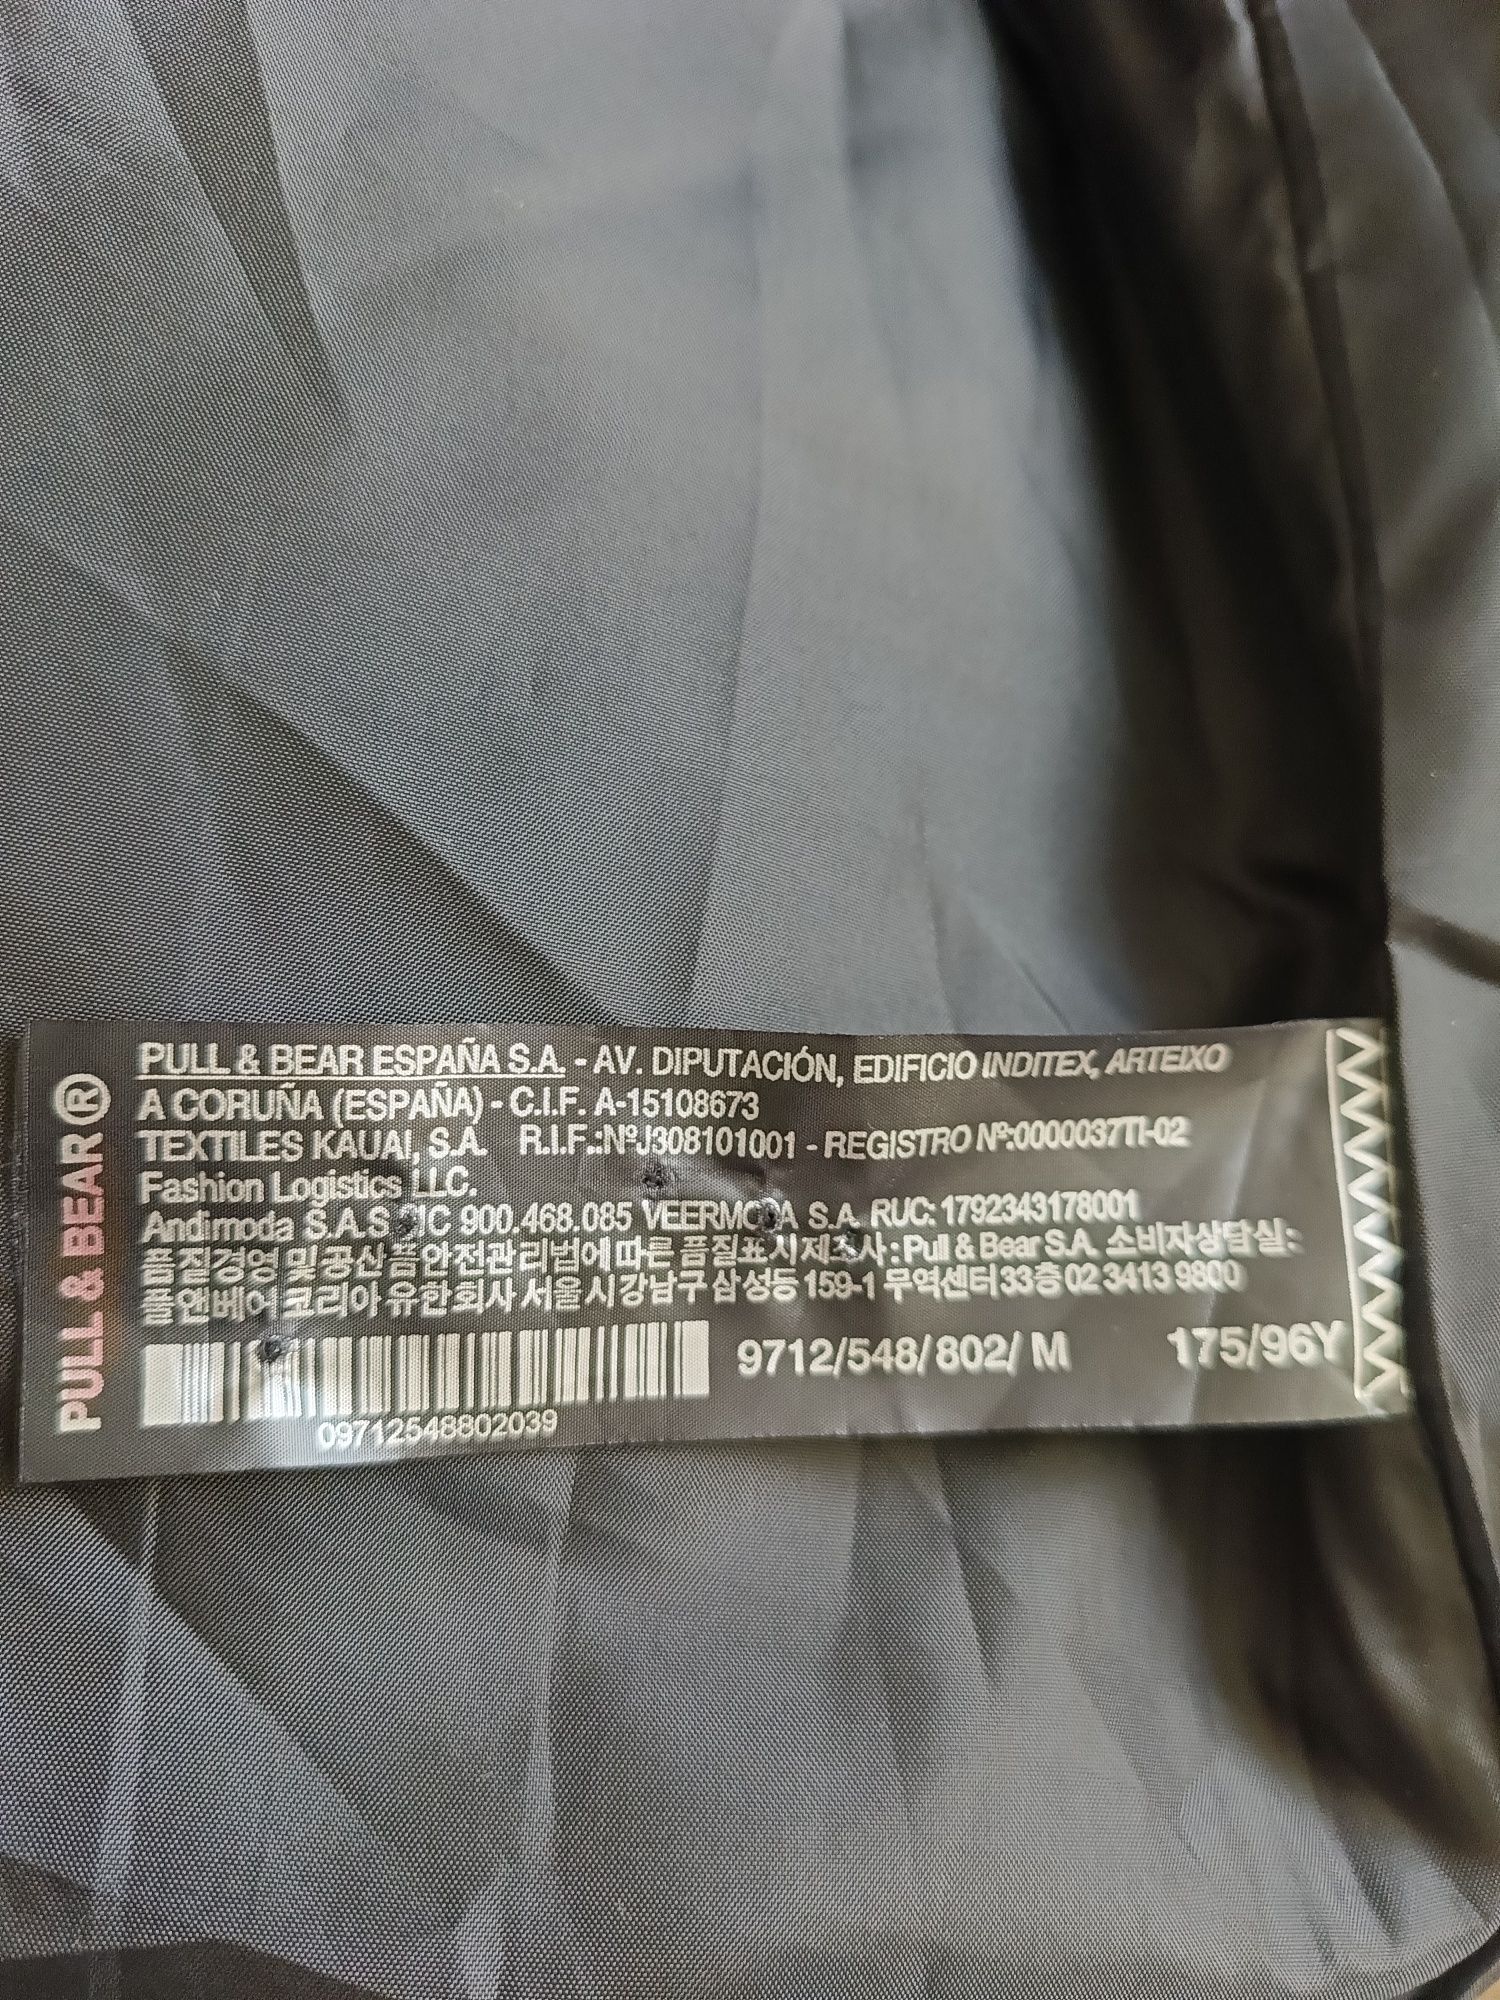 PULL & BEAR®
PULL & BEAR ESPAÑA S.A. - AV. DIPUTACIÓN, EDIFICIO INDITEX, ARTEIXO
A CORUÑA (ESPAÑA) - C.I.F. A-15108673
TEXTILES KAUAI, S.A. R.I.F.:NºJ308101001 - REGISTRO Nº:0000037TI-02
Fashion Logistics LLC.
Andimoda S.A.S 900.468.085 S.A. RUC: 1792343178001
품질경영 및 공산품안전관리법에 따른 품질표시 제조사 : Pull & Bear S.A. 소비자상담실:
풀앤베어 코리아 유한회사 서울시 강남구 삼성동 159-1 무역센터 33층 02 3413 9800
9712/548/802/ M 175/96Y
09712548802039